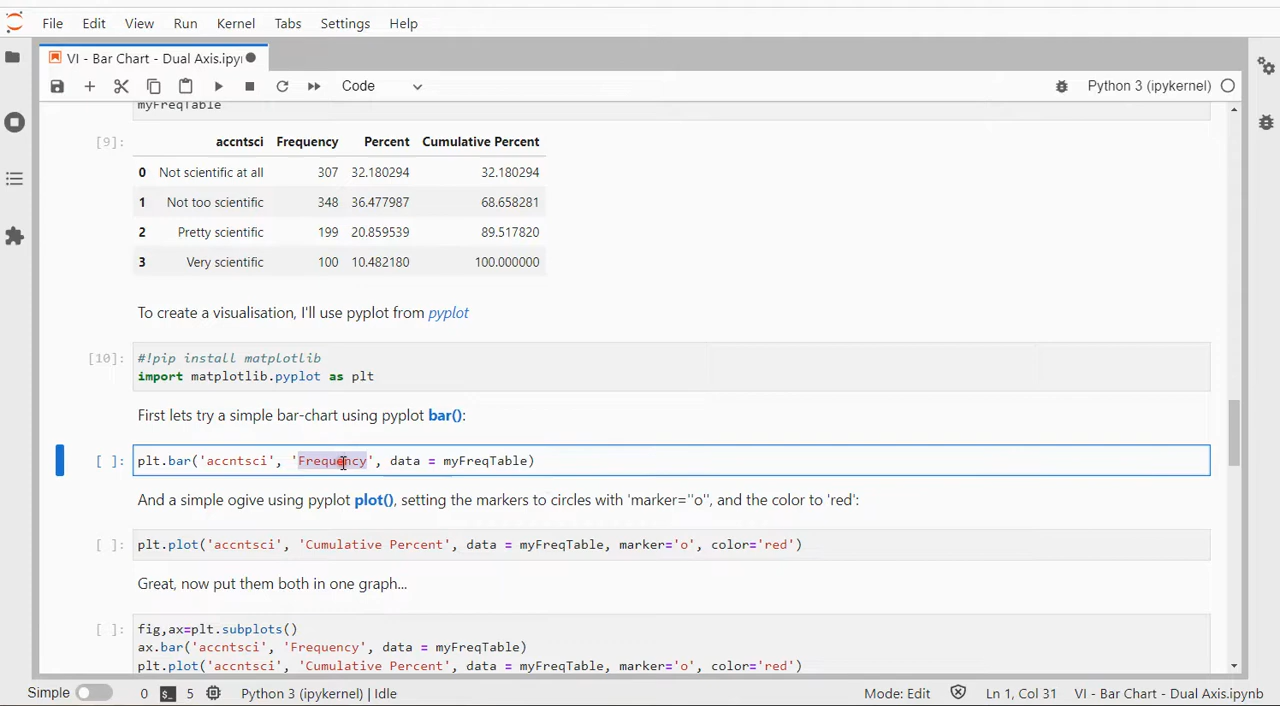 File Edit View Run Kernel Tabs Settings Help
VI - Bar Chart - Dual Axis.ipyn
Code
Python 3 (ipykernel)
myFreqTable
[9]:
accntsci Frequency Percent Cumulative Percent
0 Not scientific at all 307 32.180294 32.180294
1 Not too scientific 348 36.477987 68.658281
2 Pretty scientific 199 20.859539 89.517820
3 Very scientific 100 10.482180 100.000000
To create a visualisation, I'll use pyplot from pyplot
[10]: #!pip install matplotlib
import matplotlib.pyplot as plt
First lets try a simple bar-chart using pyplot bar():
[ ]: plt.bar('accntsci', 'Frequency', data = myFreqTable)
And a simple ogive using pyplot plot(), setting the markers to circles with 'marker="o", and the color to 'red':
[ ]: plt.plot('accntsci', 'Cumulative Percent', data = myFreqTable, marker='o', color='red')
Great, now put them both in one graph...
[ ]: fig,ax=plt.subplots()
ax.bar('accntsci', 'Frequency', data = myFreqTable)
plt.plot('accntsci', 'Cumulative Percent', data = myFreqTable, marker='o', color='red')
Simple 0 5 Python 3 (ipykernel) | Idle Mode: Edit Ln 1, Col 31 VI - Bar Chart - Dual Axis.ipynb